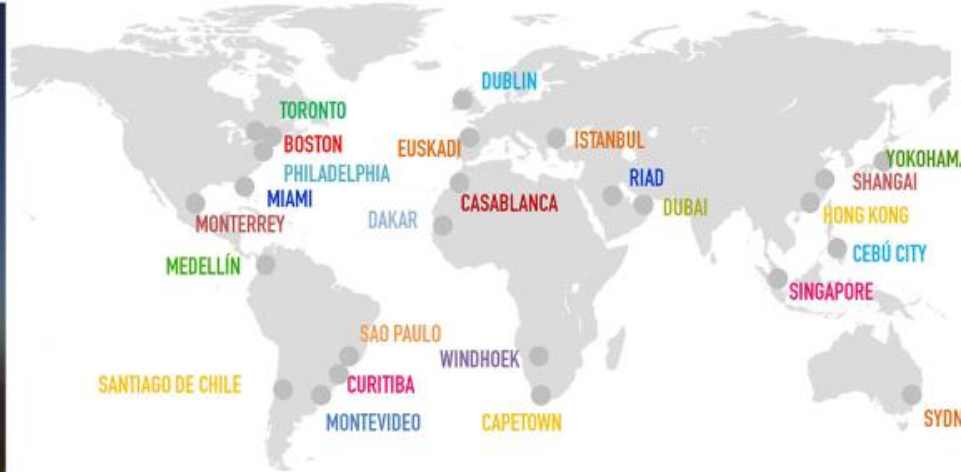 DUBLIN
TORONTO
BOSTON
EUSKADI
ISTANBUL
PHILADELPHIA
YOKOHAMA
RIAD
SHANGAI
MIAMI
CASABLANCA
DUBAI
DAKAR
HONG KONG
MONTERREY
CEBÚ CITY
MEDELLÍN
SINGAPORE
SAO PAULO
WINDHOEK
SANTIAGO DE CHILE
CURITIBA
MONTEVIDEO
CAPETOWN
SYDN